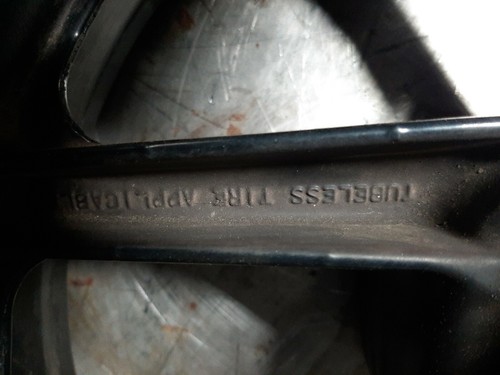 TUBELESS TIRE APPLICABL